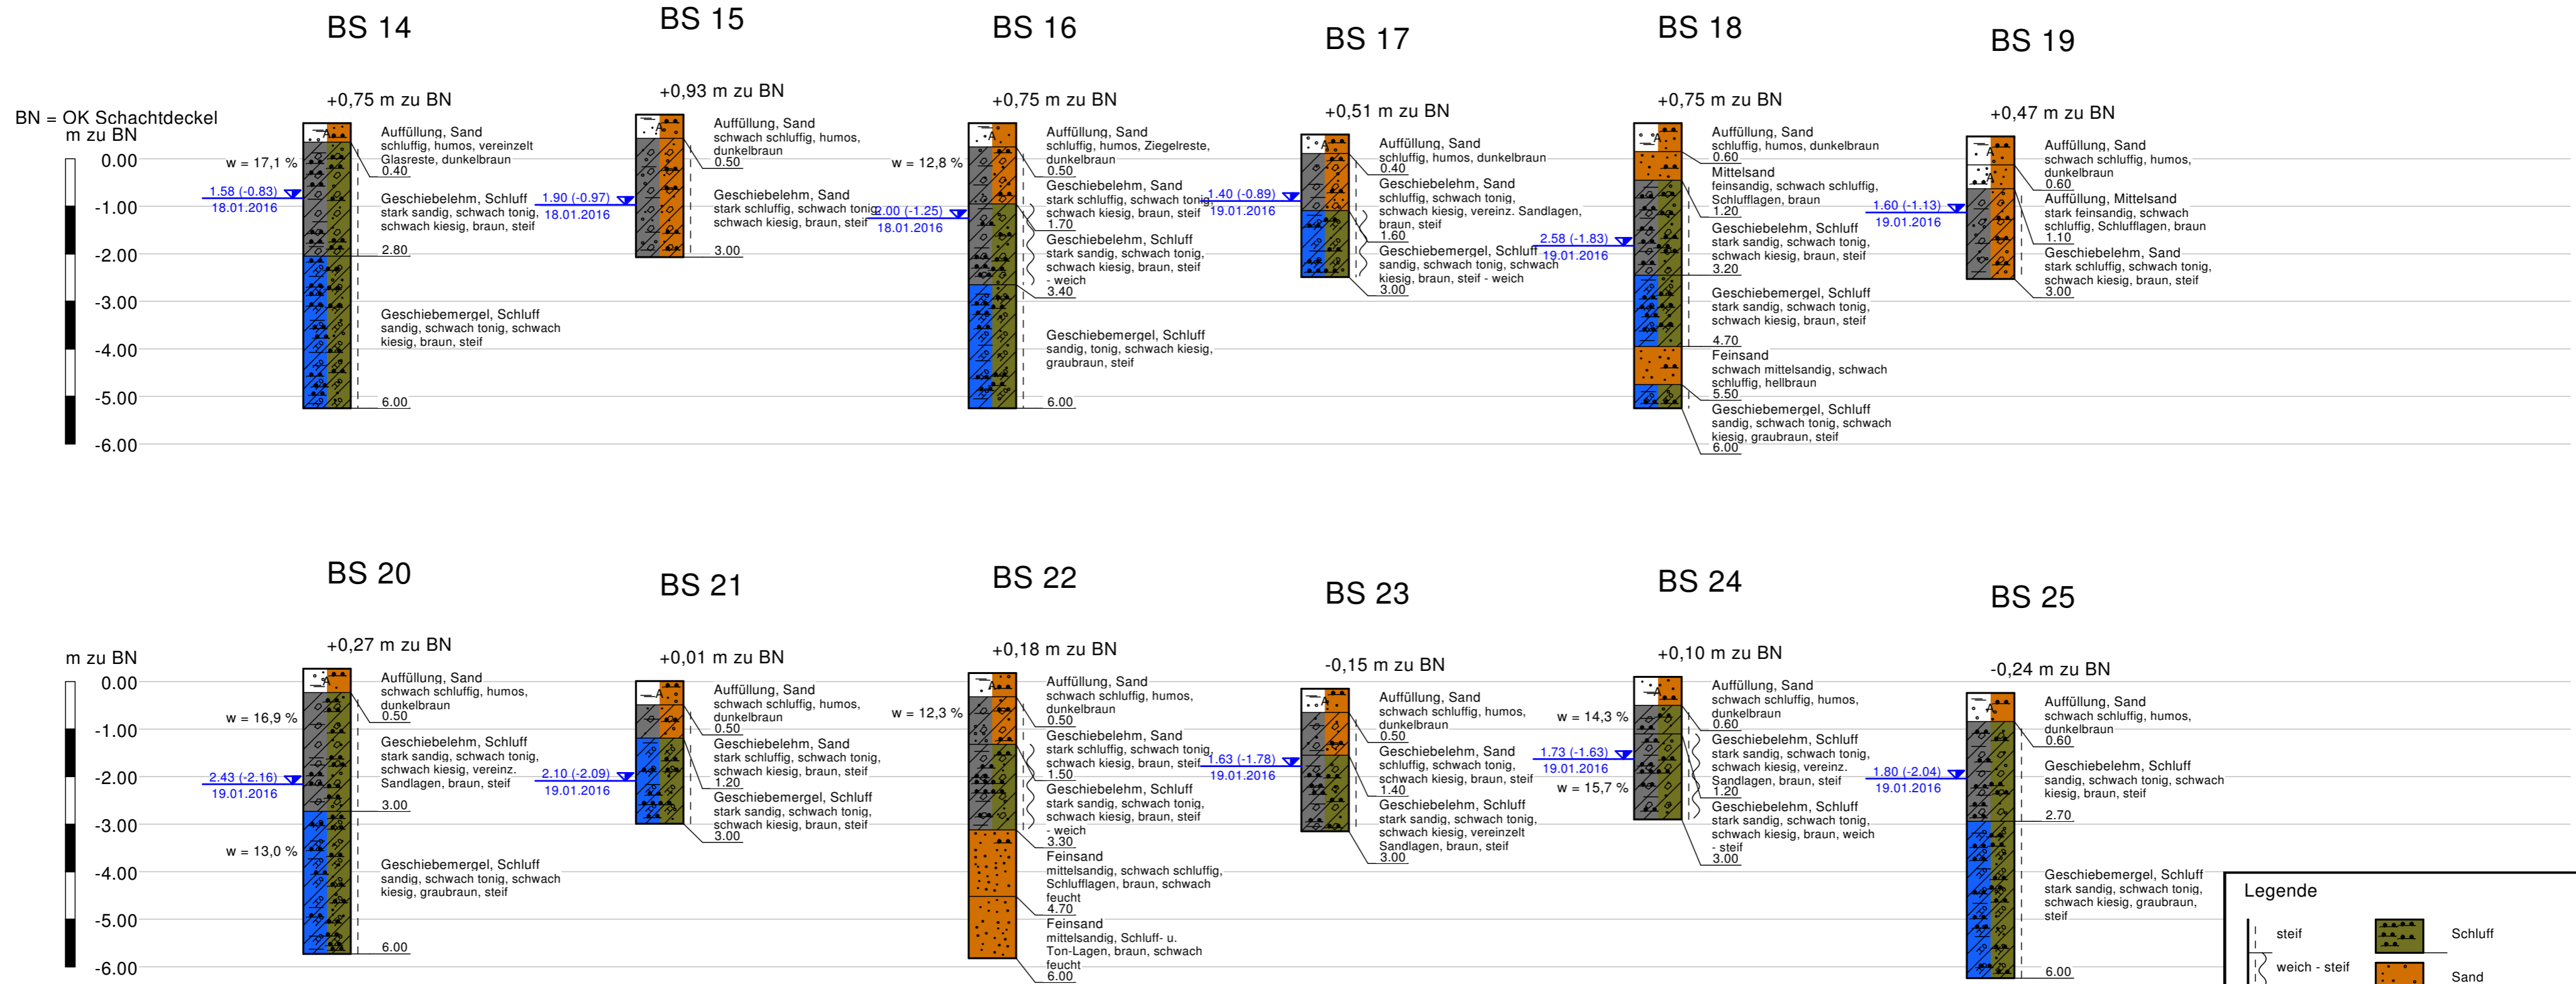 BS 14
BS 15
BS 16
BS 17
BS 18
BS 19
BN = OK Schachtdeckel
m zu BN
0.00
-1.00
-2.00
-3.00
-4.00
-5.00
-6.00
+0,75 m zu BN
w = 17,1 %
1.58 (-0.83)
18.01.2016
A
Auffüllung, Sand
schluffig, humos, vereinzelt
Glasreste, dunkelbraun
0.40
Geschiebelehm, Schluff
stark sandig, schwach tonig,
schwach kiesig, braun, steif
2.80
Geschiebemergel, Schluff
sandig, schwach tonig, schwach
kiesig, braun, steif
6.00
+0,93 m zu BN
1.90 (-0.97)
18.01.2016
A
Auffüllung, Sand
schwach schluffig, humos,
dunkelbraun
0.50
Geschiebelehm, Sand
stark schluffig, schwach tonig,
schwach kiesig, braun, steif
3.00
+0,75 m zu BN
w = 12,8 %
2.00 (-1.25)
18.01.2016
A
Auffüllung, Sand
schluffig, humos, Ziegelreste,
dunkelbraun
0.50
Geschiebelehm, Sand
stark schluffig, schwach tonig,
schwach kiesig, braun, steif
1.70
Geschiebelehm, Schluff
stark sandig, schwach tonig,
schwach kiesig, braun, steif
- weich
3.40
Geschiebemergel, Schluff
sandig, tonig, schwach kiesig,
graubraun, steif
6.00
+0,51 m zu BN
1.40 (-0.89)
19.01.2016
A
Auffüllung, Sand
schluffig, humos, dunkelbraun
0.40
Geschiebelehm, Sand
schluffig, schwach tonig,
schwach kiesig, vereinz. Sandlagen,
braun, steif
1.60
Geschiebemergel, Schluff
sandig, schwach tonig, schwach
kiesig, braun, steif - weich
3.00
+0,75 m zu BN
2.58 (-1.83)
19.01.2016
A
Auffüllung, Sand
schluffig, humos, dunkelbraun
0.60
Mittelsand
feinsandig, schwach schluffig,
Schlufflagen, braun
1.20
Geschiebelehm, Schluff
stark sandig, schwach tonig,
schwach kiesig, braun, steif
3.20
Geschiebemergel, Schluff
stark sandig, schwach tonig,
schwach kiesig, braun, steif
4.70
Feinsand
schwach mittelsandig, schwach
schluffig, hellbraun
5.50
Geschiebemergel, Schluff
sandig, schwach tonig, schwach
kiesig, graubraun, steif
6.00
+0,47 m zu BN
1.60 (-1.13)
19.01.2016
A
A
Auffüllung, Sand
schwach schluffig, humos,
dunkelbraun
0.60
Auffüllung, Mittelsand
stark feinsandig, schwach
schluffig, Schlufflagen, braun
1.10
Geschiebelehm, Sand
stark schluffig, schwach tonig,
schwach kiesig, braun, steif
3.00
BS 20
BS 21
BS 22
BS 23
BS 24
BS 25
m zu BN
0.00
-1.00
-2.00
-3.00
-4.00
-5.00
-6.00
+0,27 m zu BN
w = 16,9 %
2.43 (-2.16)
19.01.2016
w = 13,0 %
A
Auffüllung, Sand
schwach schluffig, humos,
dunkelbraun
0.50
Geschiebelehm, Schluff
stark sandig, schwach tonig,
schwach kiesig, vereinz.
Sandlagen, braun, steif
3.00
Geschiebemergel, Schluff
sandig, schwach tonig, schwach
kiesig, graubraun, steif
6.00
+0,01 m zu BN
2.10 (-2.09)
19.01.2016
A
Auffüllung, Sand
schwach schluffig, humos,
dunkelbraun
0.50
Geschiebelehm, Sand
stark schluffig, schwach tonig,
schwach kiesig, braun, steif
1.20
Geschiebemergel, Schluff
stark sandig, schwach tonig,
schwach kiesig, braun, steif
3.00
+0,18 m zu BN
w = 12,3 %
A
Auffüllung, Sand
schwach schluffig, humos,
dunkelbraun
0.50
Geschiebelehm, Sand
stark schluffig, schwach tonig,
schwach kiesig, braun, steif
1.50
Geschiebelehm, Schluff
stark sandig, schwach tonig,
schwach kiesig, braun, steif
- weich
3.30
Feinsand
mittelsandig, schwach schluffig,
Schlufflagen, braun, schwach
feucht
4.70
Feinsand
mittelsandig, Schluff- u.
Ton-Lagen, braun, schwach
feucht
6.00
-0,15 m zu BN
1.63 (-1.78)
19.01.2016
A
Auffüllung, Sand
schwach schluffig, humos,
dunkelbraun
0.50
Geschiebelehm, Sand
schluffig, schwach tonig,
schwach kiesig, braun, steif
1.40
Geschiebelehm, Schluff
stark sandig, schwach tonig,
schwach kiesig, vereinzelt
Sandlagen, braun, steif
3.00
+0,10 m zu BN
w = 14,3 %
1.73 (-1.63)
19.01.2016
w = 15,7 %
A
Auffüllung, Sand
schwach schluffig, humos,
dunkelbraun
0.60
Geschiebelehm, Schluff
stark sandig, schwach tonig,
schwach kiesig, vereinz.
Sandlagen, braun, steif
1.20
Geschiebelehm, Schluff
stark sandig, schwach tonig,
schwach kiesig, braun, weich
- steif
3.00
-0,24 m zu BN
1.80 (-2.04)
19.01.2016
A
Auffüllung, Sand
schwach schluffig, humos,
dunkelbraun
0.60
Geschiebelehm, Schluff
sandig, schwach tonig, schwach
kiesig, braun, steif
2.70
Geschiebemergel, Schluff
stark sandig, schwach tonig,
schwach kiesig, graubraun,
steif
6.00
Legende
steif
Schluff
weich - steif
Sand